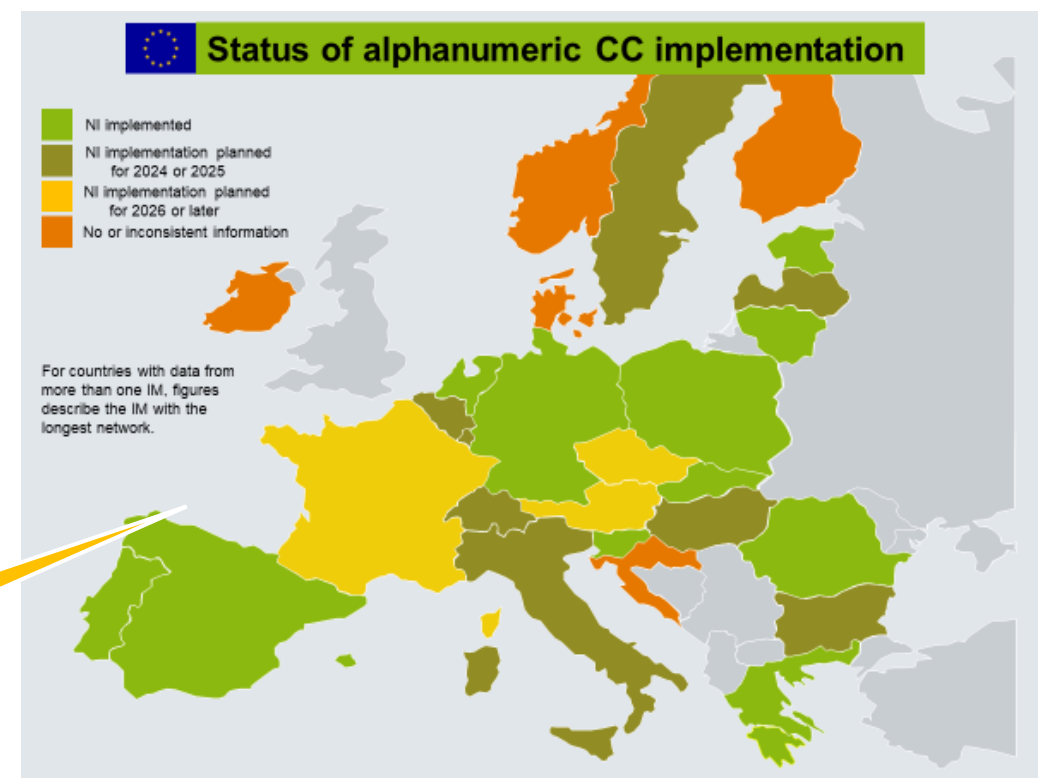 Status of alphanumeric CC implementation
NI implemented
NI implementation planned
for 2024 or 2025
NI implementation planned
for 2026 or later
No or inconsistent information
For countries with data from
more than one IM, figures
describe the IM with the
longest network.